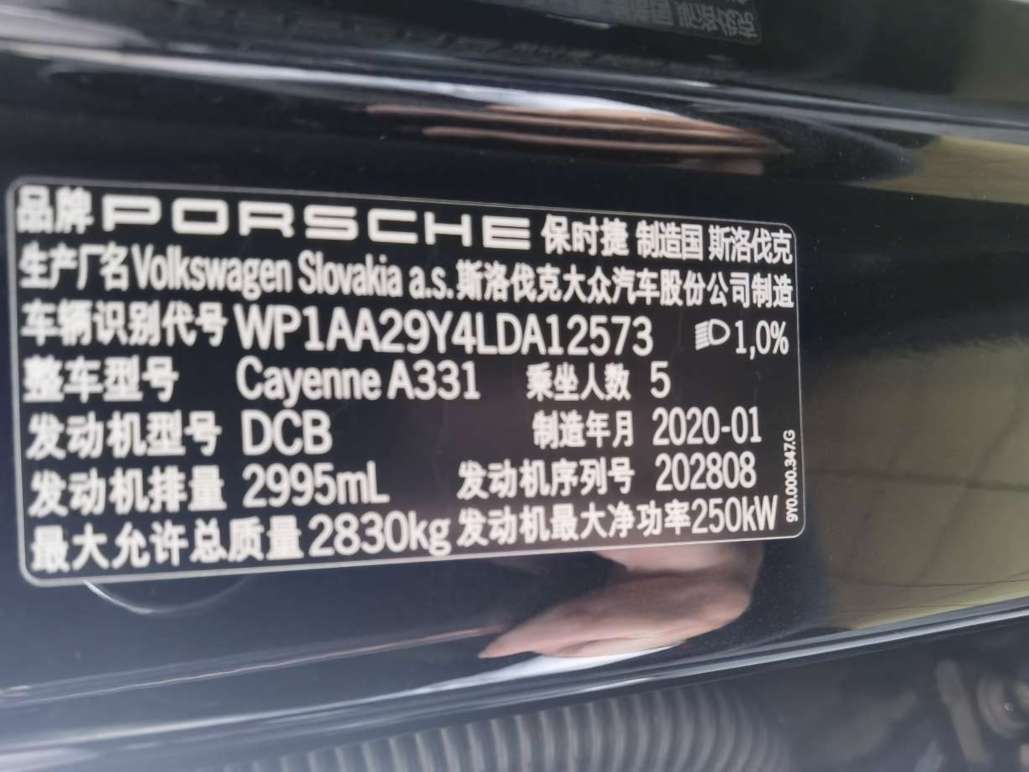 品牌 PORSCHE 保时捷 制造国 斯洛伐克
生产厂名 Volkswagen Slovakia a.s. 斯洛伐克大众汽车股份公司制造
车辆识别代号 WP1AA29Y4LDA12573 1,0%
整车型号 Cayenne A331 乘坐人数 5
发动机型号 DCB 制造年月 2020-01
发动机排量 2995mL 发动机序列号 202808
最大允许总质量 2830kg 发动机最大净功率 250kW
9Y0.000.347.G